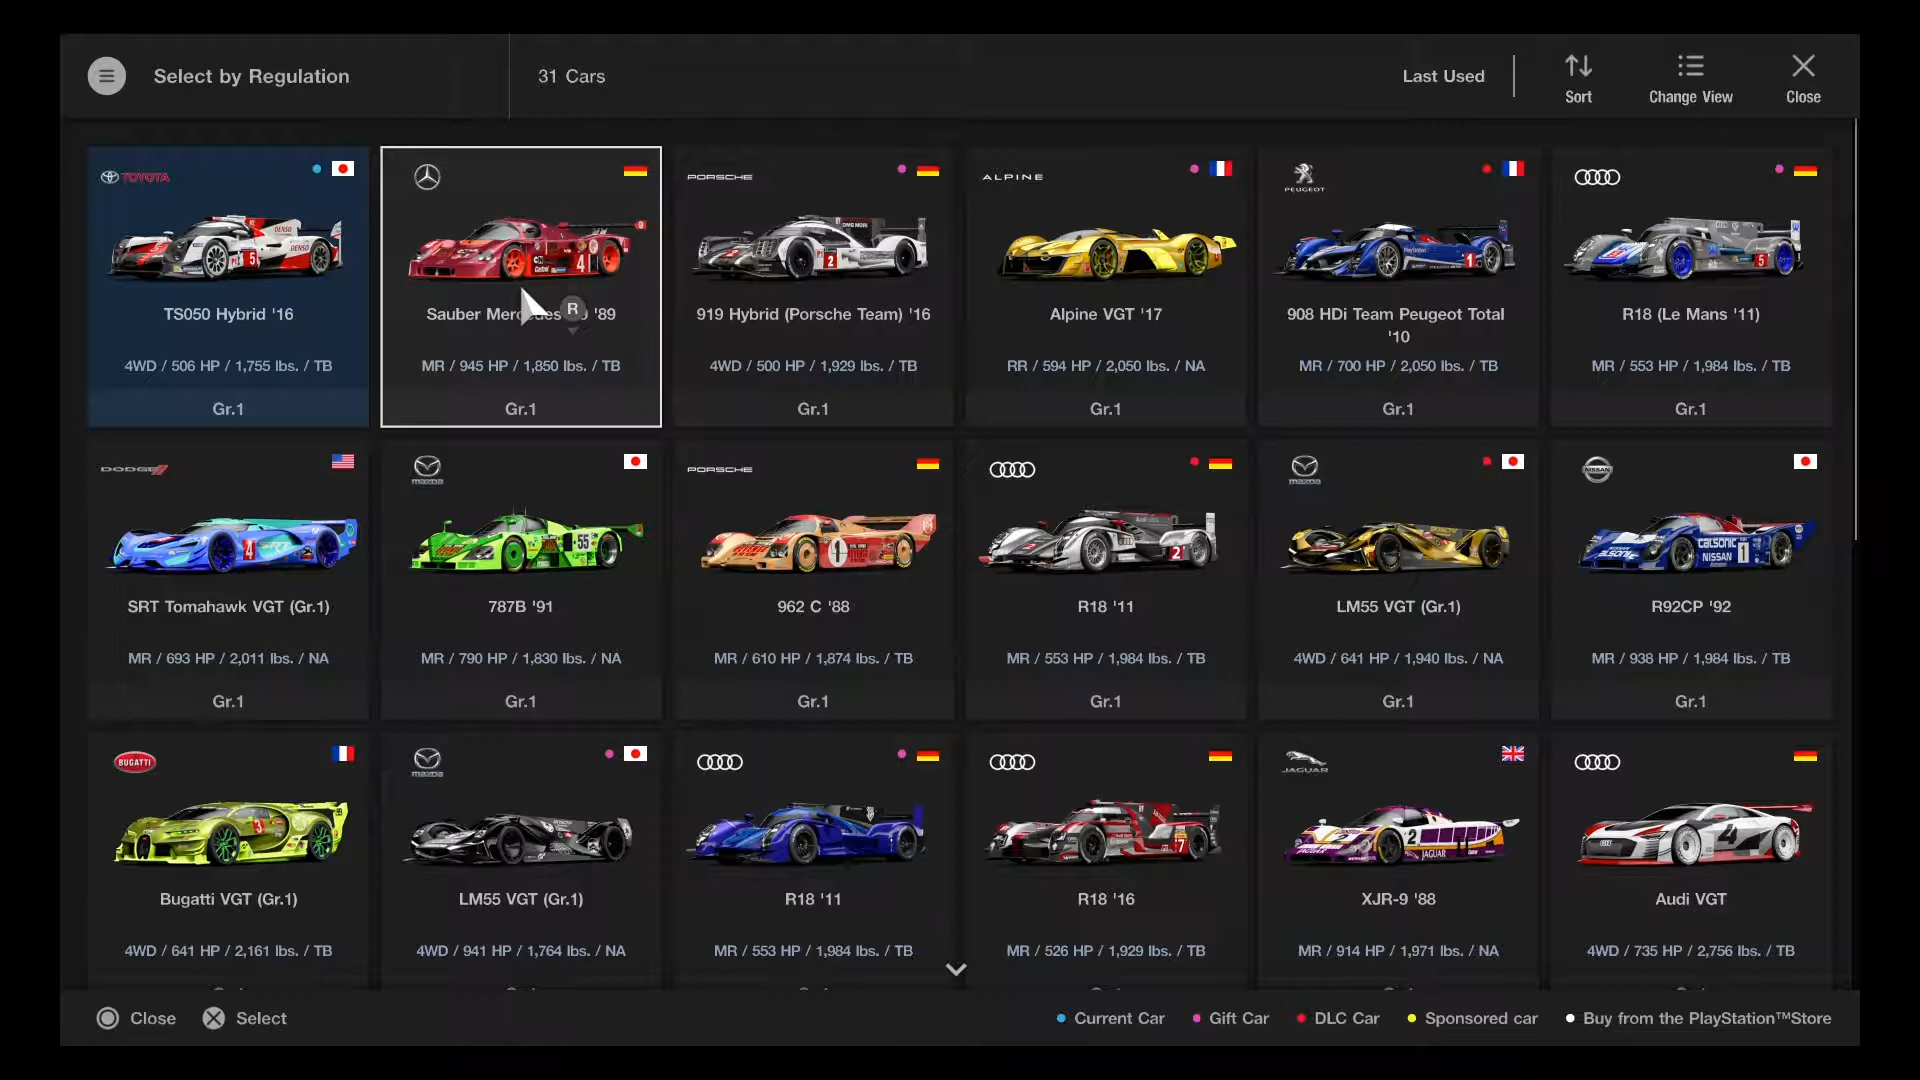 Select by Regulation
31 Cars
Last Used
Sort
Change View
Close
TOYOTA
TS050 Hybrid '16
4WD / 506 HP / 1,755 lbs. / TB
Gr.1
Sauber Mercedes '89
R
MR / 945 HP / 1,850 lbs. / TB
Gr.1
PORSCHE
919 Hybrid (Porsche Team) '16
4WD / 500 HP / 1,929 lbs. / TB
Gr.1
ALPINE
Alpine VGT '17
RR / 594 HP / 2,050 lbs. / NA
Gr.1
PEUGEOT
908 HDi Team Peugeot Total
'10
MR / 700 HP / 2,050 lbs. / TB
Gr.1
R18 (Le Mans '11)
MR / 553 HP / 1,984 lbs. / TB
Gr.1
DODGE
SRT Tomahawk VGT (Gr.1)
MR / 693 HP / 2,011 lbs. / NA
Gr.1
mazda
787B '91
MR / 790 HP / 1,830 lbs. / NA
Gr.1
PORSCHE
962 C '88
MR / 610 HP / 1,874 lbs. / TB
Gr.1
R18 '11
MR / 553 HP / 1,984 lbs. / TB
Gr.1
mazda
LM55 VGT (Gr.1)
4WD / 641 HP / 1,940 lbs. / NA
Gr.1
NISSAN
calsonic
NISSAN
R92CP '92
MR / 938 HP / 1,984 lbs. / TB
Gr.1
BUGATTI
Bugatti VGT (Gr.1)
4WD / 641 HP / 2,161 lbs. / TB
mazda
LM55 VGT (Gr.1)
4WD / 941 HP / 1,764 lbs. / NA
R18 '11
MR / 553 HP / 1,984 lbs. / TB
R18 '16
MR / 526 HP / 1,929 lbs. / TB
JAGUAR
JAGUAR
XJR-9 '88
MR / 914 HP / 1,971 lbs. / NA
Audi VGT
4WD / 735 HP / 2,756 lbs. / TB
Close
Select
Current Car
Gift Car
DLC Car
Sponsored car
Buy from the PlayStation™Store